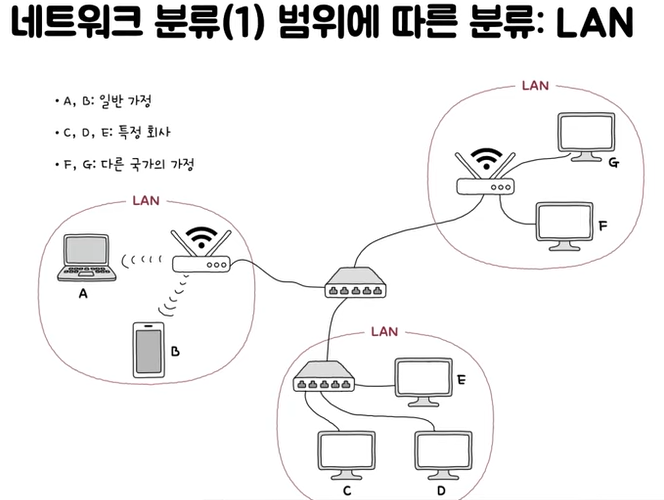 네트워크 분류(1) 범위에 따른 분류: LAN
• A, B: 일반 가정
• C, D, E: 특정 회사
• F, G: 다른 국가의 가정
LAN
G
F
LAN
A
B
LAN
E
C
D